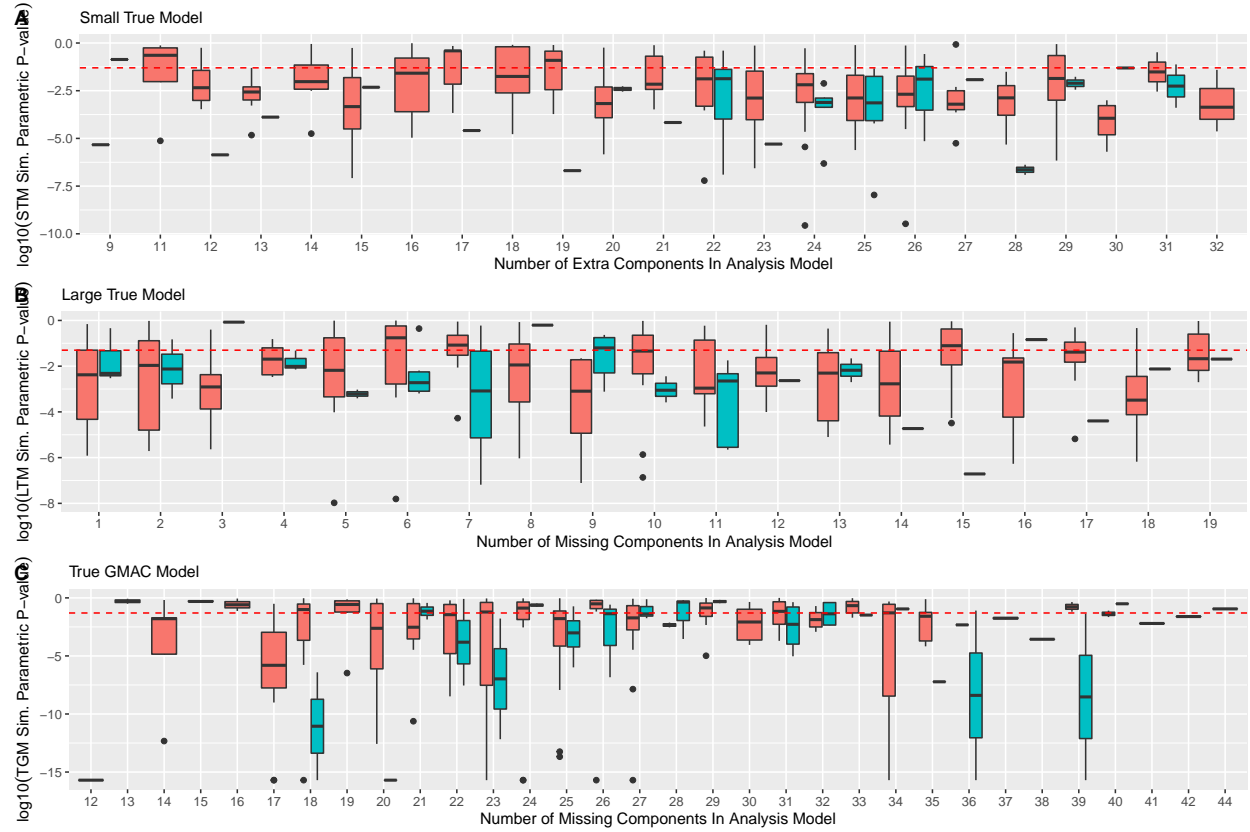 A
Small True Model
log10(STM Sim. Parametric P−value)
0.0
−2.5
−5.0
−7.5
−10.0
9 11 12 13 14 15 16 17 18 19 20 21 22 23 24 25 26 27 28 29 30 31 32
Number of Extra Components In Analysis Model
B
Large True Model
log10(LTM Sim. Parametric P−value)
0
−2
−4
−6
−8
1 2 3 4 5 6 7 8 9 10 11 12 13 14 15 16 17 18 19
Number of Missing Components In Analysis Model
C
True GMAC Model
log10(TGM Sim. Parametric P−value)
0
−5
−10
−15
12 13 14 15 16 17 18 19 20 21 22 23 24 25 26 27 28 29 30 31 32 33 34 35 36 37 38 39 40 41 42 44
Number of Missing Components In Analysis Model